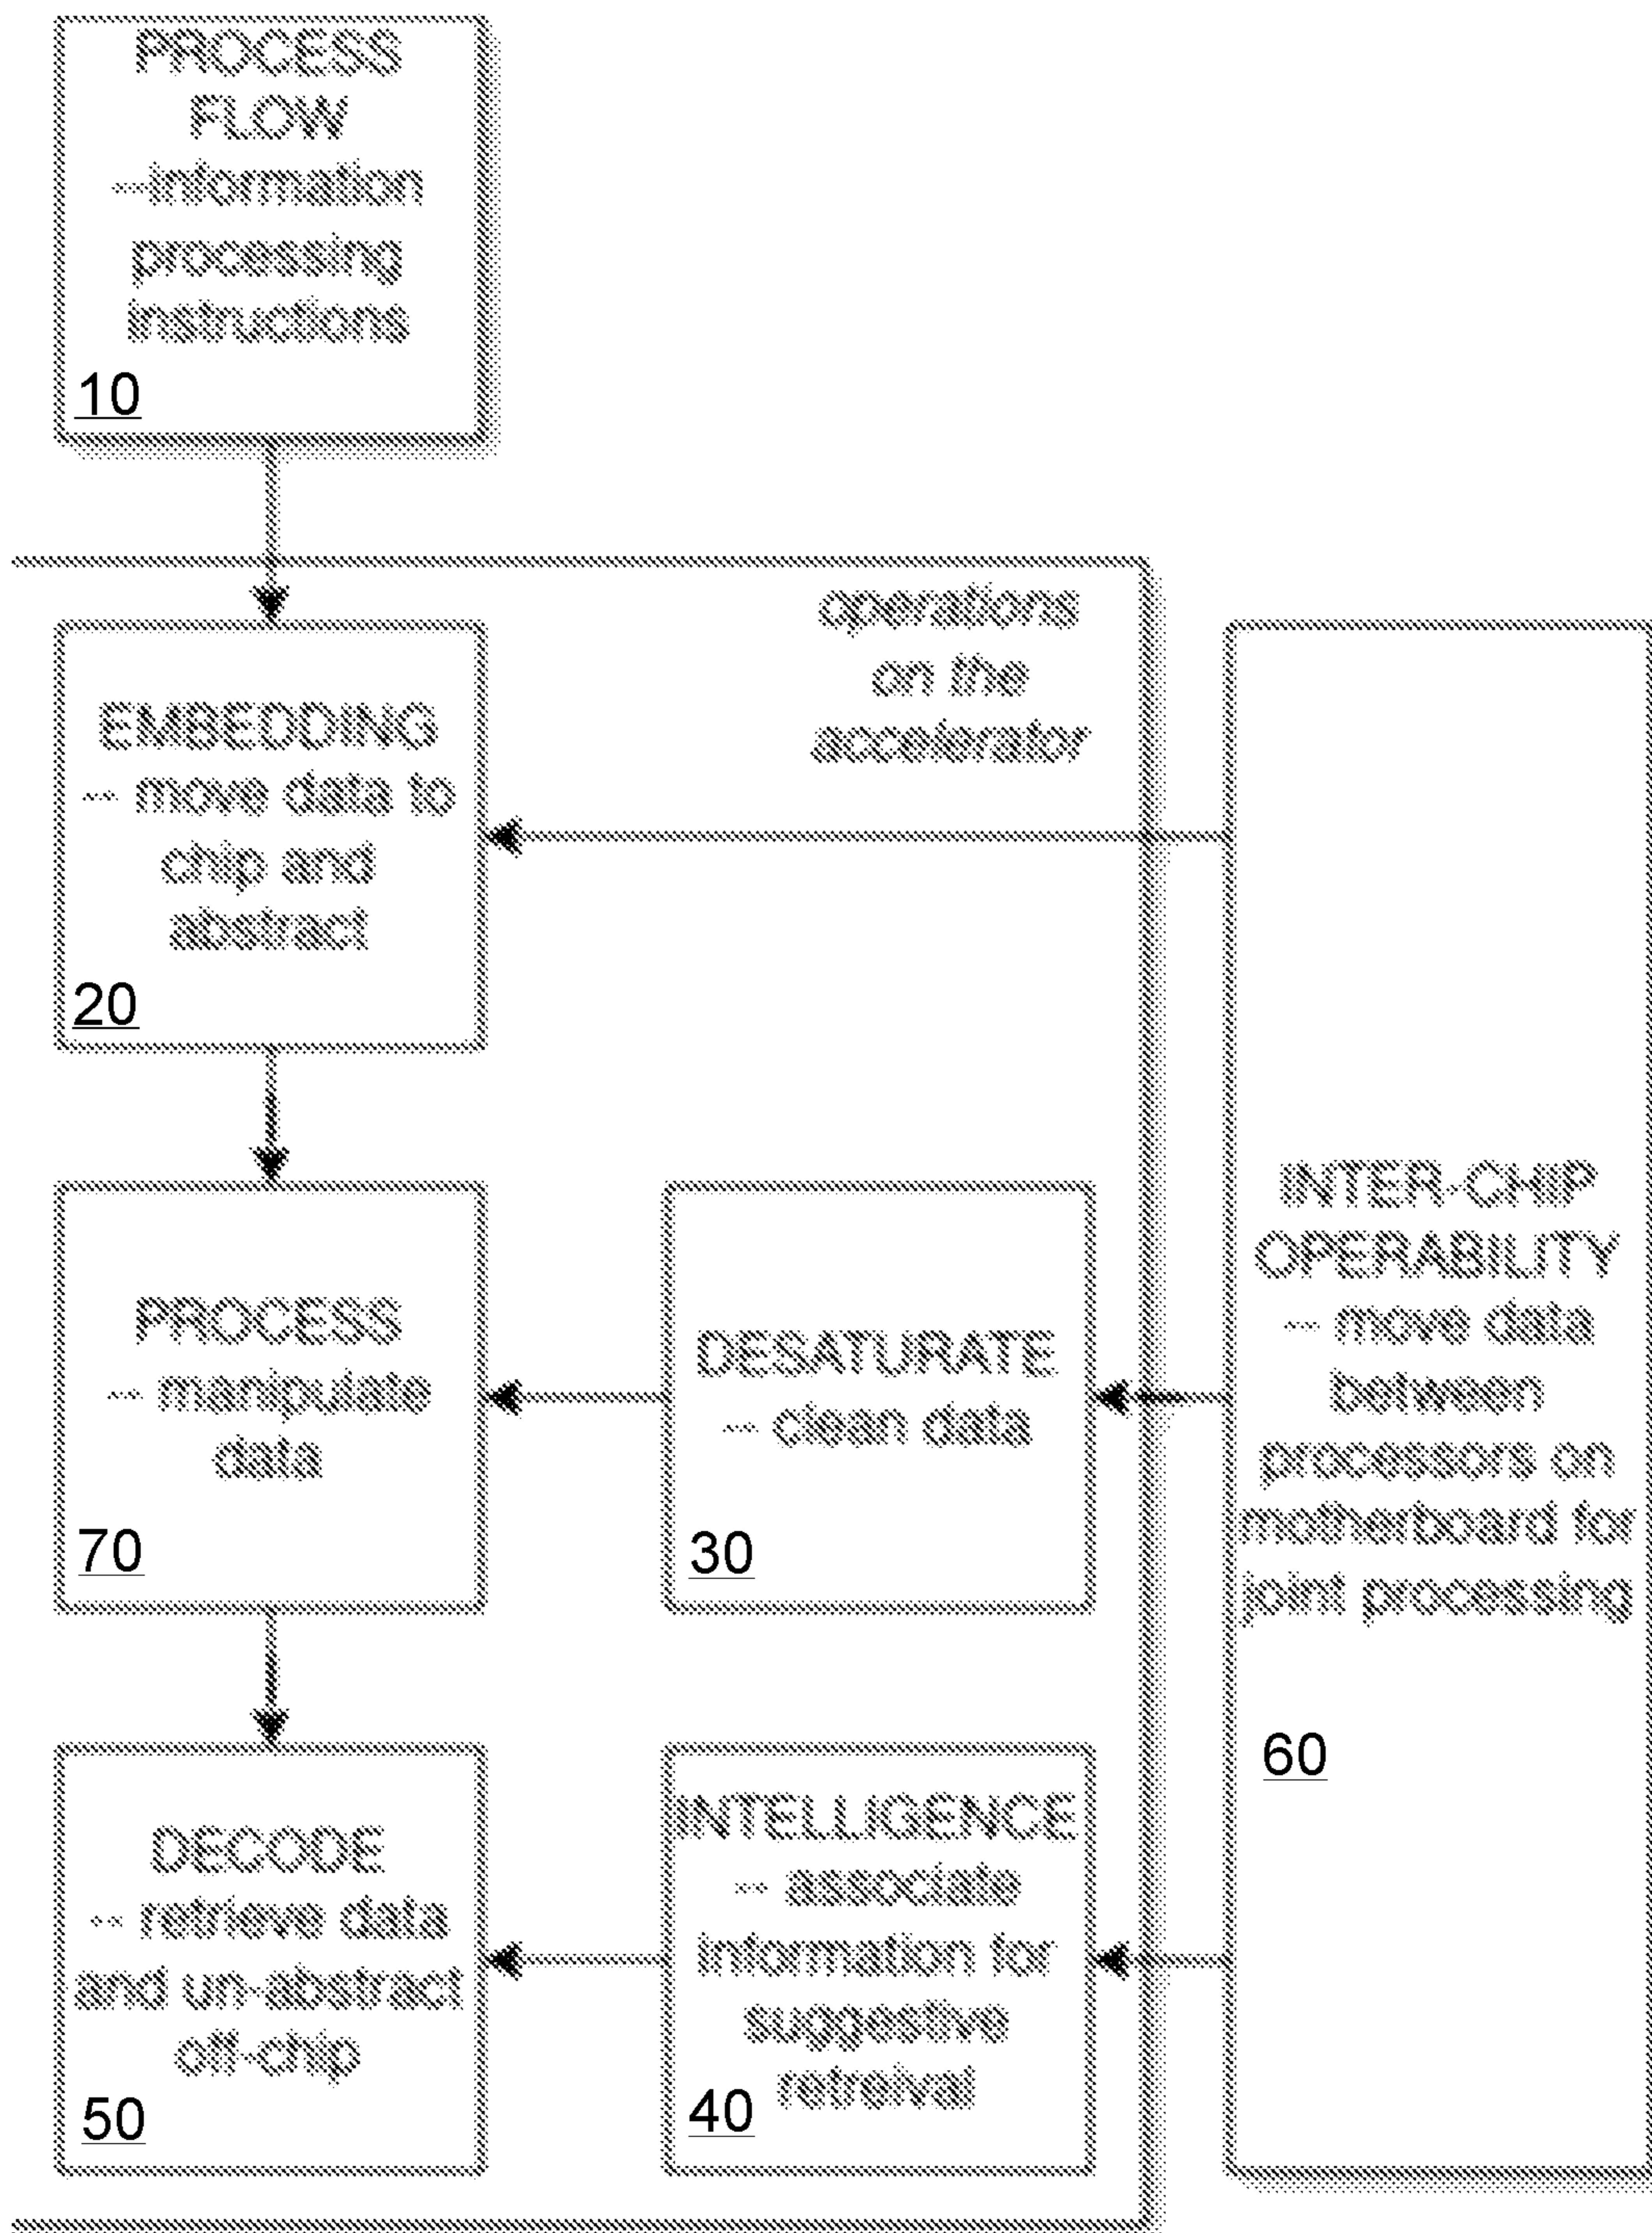 PROCESS
FLOW
--information
processing
instructions
10
operations
on the
accelerator
EMBEDDING
-- move data to
chip and
abstract
20
PROCESS
-- manipulate
data
70
DESATURATE
-- clean data
30
INTER-CHIP
OPERABILITY
-- move data
between
processors on
motherboard for
joint processing
60
DECODE
-- retrieve data
and un-abstract
off-chip
50
INTELLIGENCE
-- associate
information for
suggestive
retreival
40